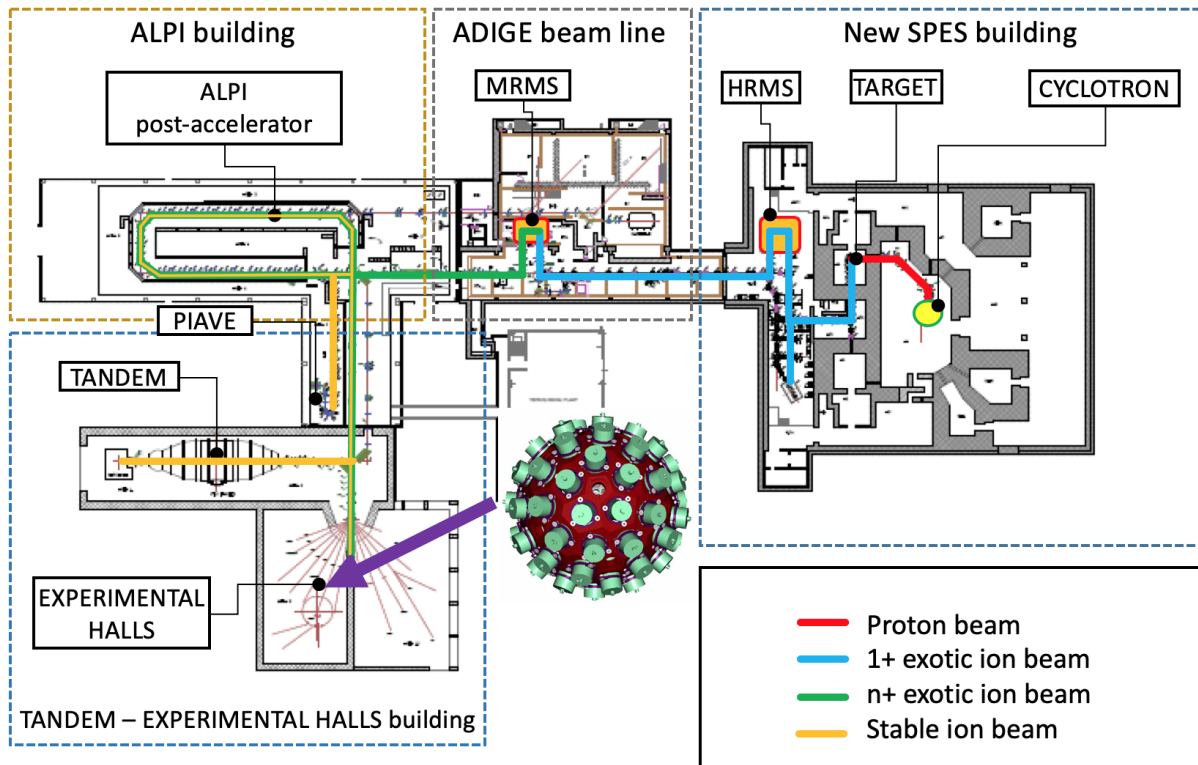 ALPI building
ADIGE beam line
New SPES building
ALPI
post-accelerator
MRMS
HRMS
TARGET
CYCLOTRON
PIAVE
TANDEM
EXPERIMENTAL
HALLS
TANDEM – EXPERIMENTAL HALLS building
Proton beam
1+ exotic ion beam
n+ exotic ion beam
Stable ion beam